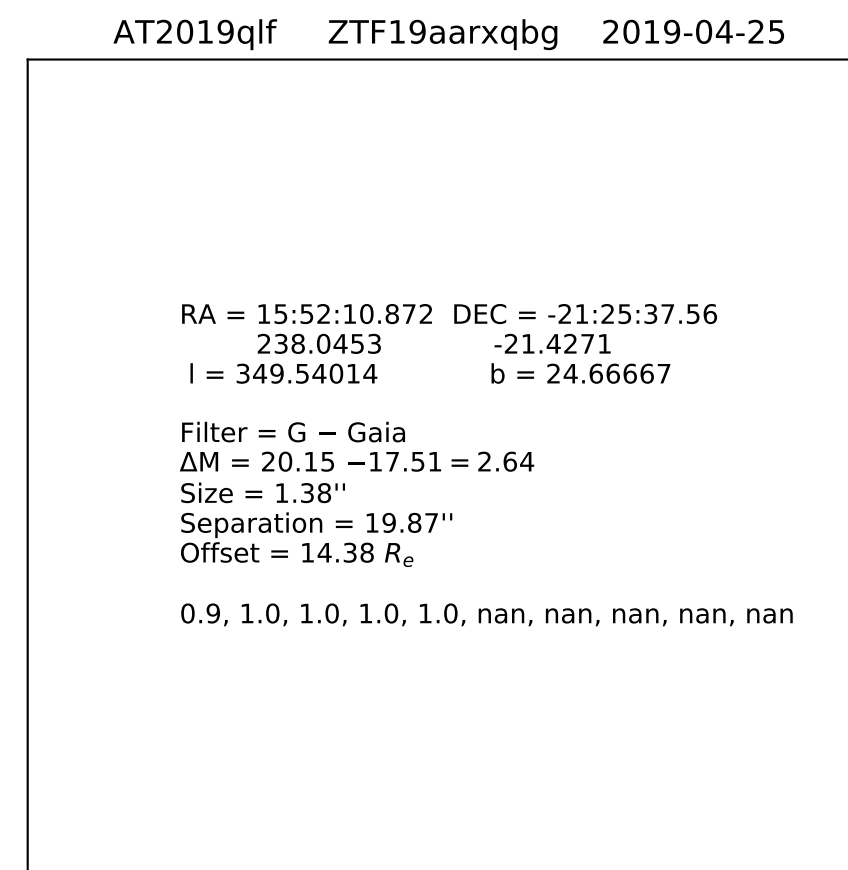 AT2019qlf ZTF19aarxqbg 2019-04-25
RA = 15:52:10.872 DEC = -21:25:37.56
238.0453 -21.4271
l = 349.54014 b = 24.66667
Filter = G − Gaia
ΔM = 20.15 −17.51 = 2.64
Size = 1.38''
Separation = 19.87''
Offset = 14.38 Re
0.9, 1.0, 1.0, 1.0, 1.0, nan, nan, nan, nan, nan